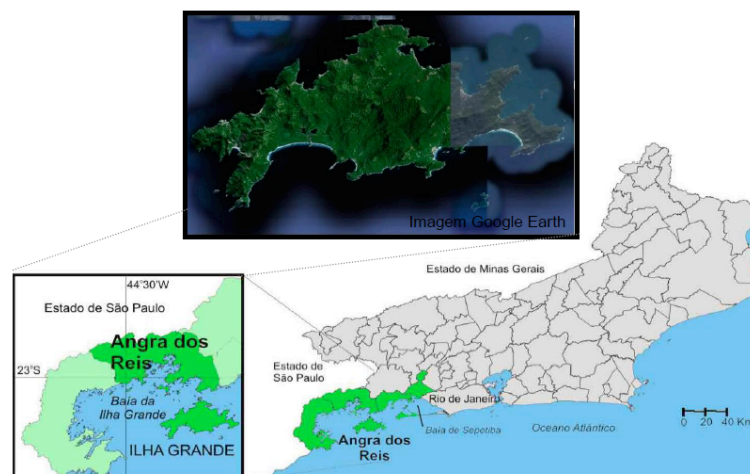 Imagem Google Earth
44°30'W
Estado de São Paulo
Angra dos
Reis
23°S
Baía da
Ilha Grande
ILHA GRANDE
Estado de Minas Gerais
Estado de
São Paulo
Rio de Janeiro
Baía de Sepetiba
Angra dos
Reis
Oceano Atlântico
0 20 40 Km